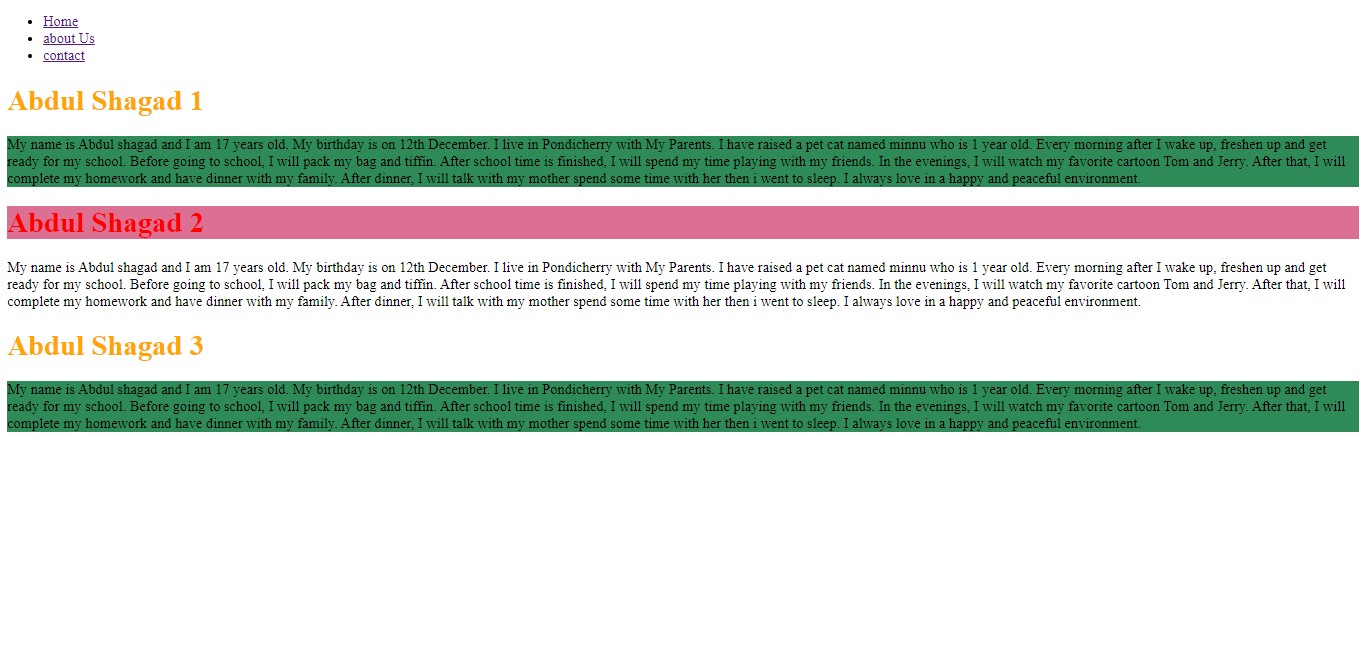 Home
about Us
contact
Abdul Shagad 1
My name is Abdul shagad and I am 17 years old. My birthday is on 12th December. I live in Pondicherry with My Parents. I have raised a pet cat named minnu who is 1 year old. Every morning after I wake up, freshen up and get
ready for my school. Before going to school, I will pack my bag and tiffin. After school time is finished, I will spend my time playing with my friends. In the evenings, I will watch my favorite cartoon Tom and Jerry. After that, I will
complete my homework and have dinner with my family. After dinner, I will talk with my mother spend some time with her then i went to sleep. I always love in a happy and peaceful environment.
Abdul Shagad 2
My name is Abdul shagad and I am 17 years old. My birthday is on 12th December. I live in Pondicherry with My Parents. I have raised a pet cat named minnu who is 1 year old. Every morning after I wake up, freshen up and get
ready for my school. Before going to school, I will pack my bag and tiffin. After school time is finished, I will spend my time playing with my friends. In the evenings, I will watch my favorite cartoon Tom and Jerry. After that, I will
complete my homework and have dinner with my family. After dinner, I will talk with my mother spend some time with her then i went to sleep. I always love in a happy and peaceful environment.
Abdul Shagad 3
My name is Abdul shagad and I am 17 years old. My birthday is on 12th December. I live in Pondicherry with My Parents. I have raised a pet cat named minnu who is 1 year old. Every morning after I wake up, freshen up and get
ready for my school. Before going to school, I will pack my bag and tiffin. After school time is finished, I will spend my time playing with my friends. In the evenings, I will watch my favorite cartoon Tom and Jerry. After that, I will
complete my homework and have dinner with my family. After dinner, I will talk with my mother spend some time with her then i went to sleep. I always love in a happy and peaceful environment.